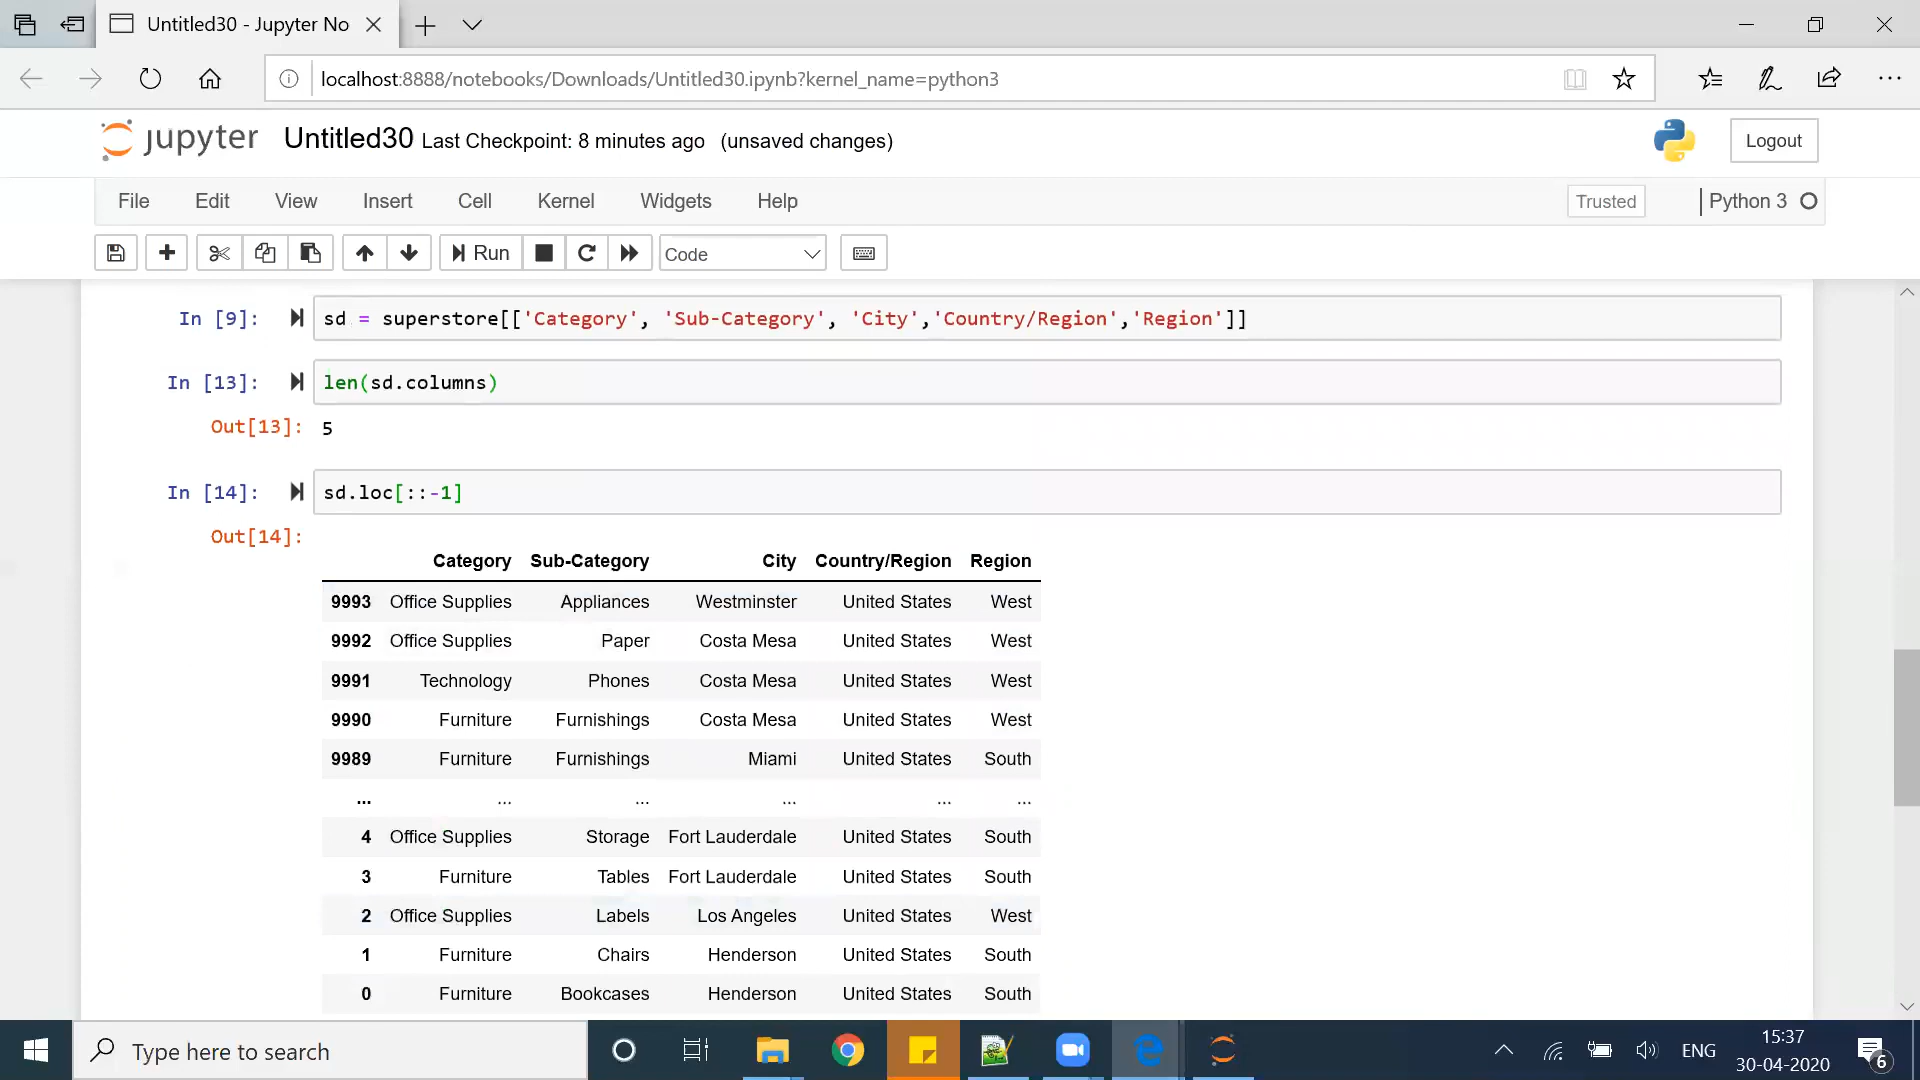 Untitled30 - Jupyter No
localhost:8888/notebooks/Downloads/Untitled30.ipynb?kernel_name=python3
jupyter Untitled30 Last Checkpoint: 8 minutes ago (unsaved changes) Logout
File Edit View Insert Cell Kernel Widgets Help Trusted Python 3
Run Code
In [9]: sd = superstore[['Category', 'Sub-Category', 'City','Country/Region','Region']]
In [13]: len(sd.columns)
Out[13]: 5
In [14]: sd.loc[::-1]
Out[14]:
Category Sub-Category City Country/Region Region
9993 Office Supplies Appliances Westminster United States West
9992 Office Supplies Paper Costa Mesa United States West
9991 Technology Phones Costa Mesa United States West
9990 Furniture Furnishings Costa Mesa United States West
9989 Furniture Furnishings Miami United States South
... ... ... ... ... ...
4 Office Supplies Storage Fort Lauderdale United States South
3 Furniture Tables Fort Lauderdale United States South
2 Office Supplies Labels Los Angeles United States West
1 Furniture Chairs Henderson United States South
0 Furniture Bookcases Henderson United States South
Type here to search
ENG
15:37
30-04-2020
6